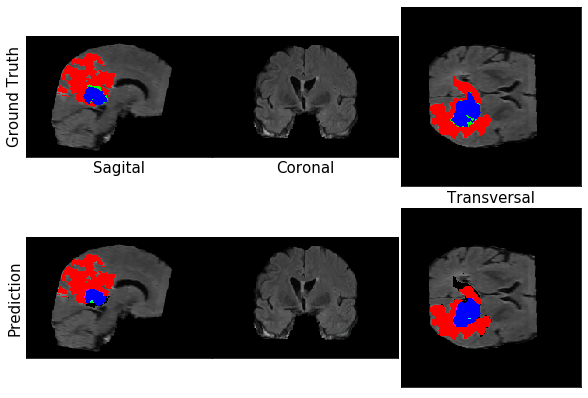 Ground Truth
Sagital
Coronal
Transversal
Prediction